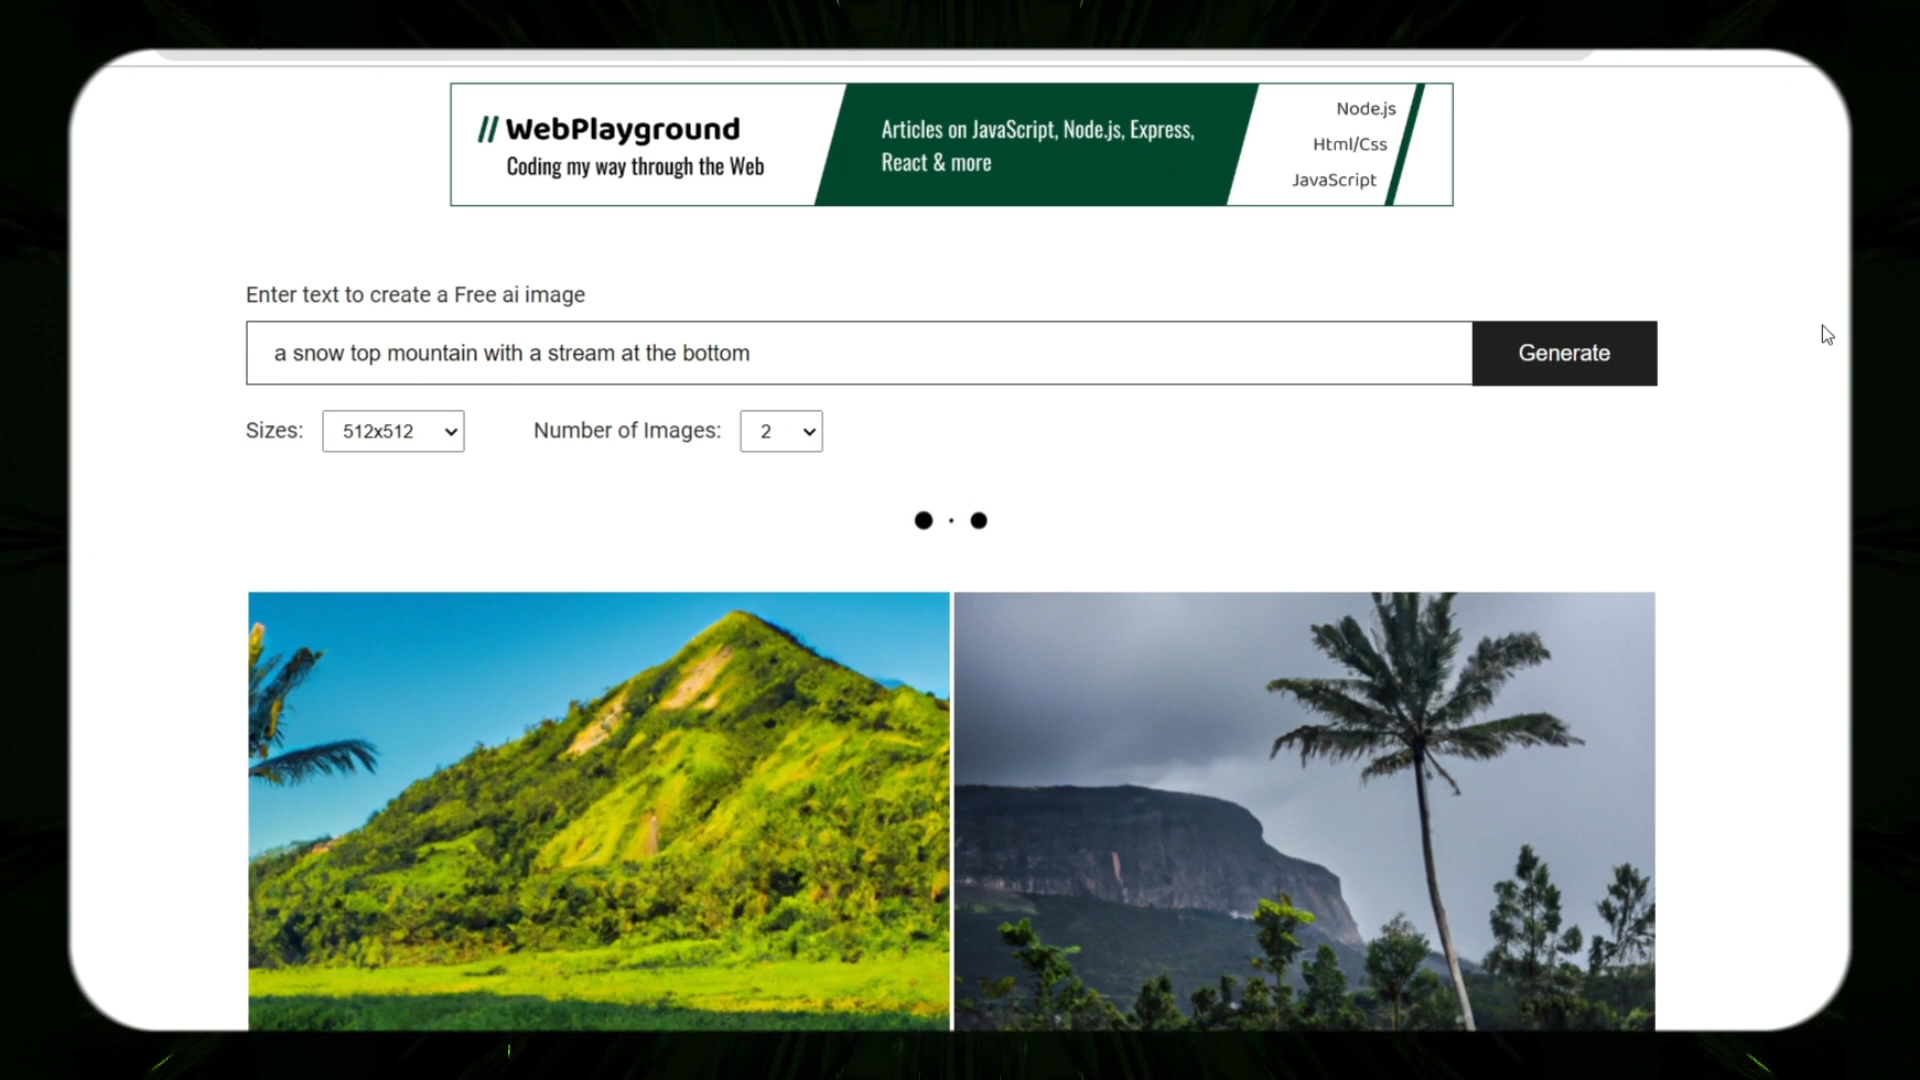 // WebPlayground
Coding my way through the Web
Articles on JavaScript, Node.js, Express,
React & more
Node.js
Html/Css
JavaScript
Enter text to create a Free ai image
a snow top mountain with a stream at the bottom
Generate
Sizes: 512x512 Number of Images: 2